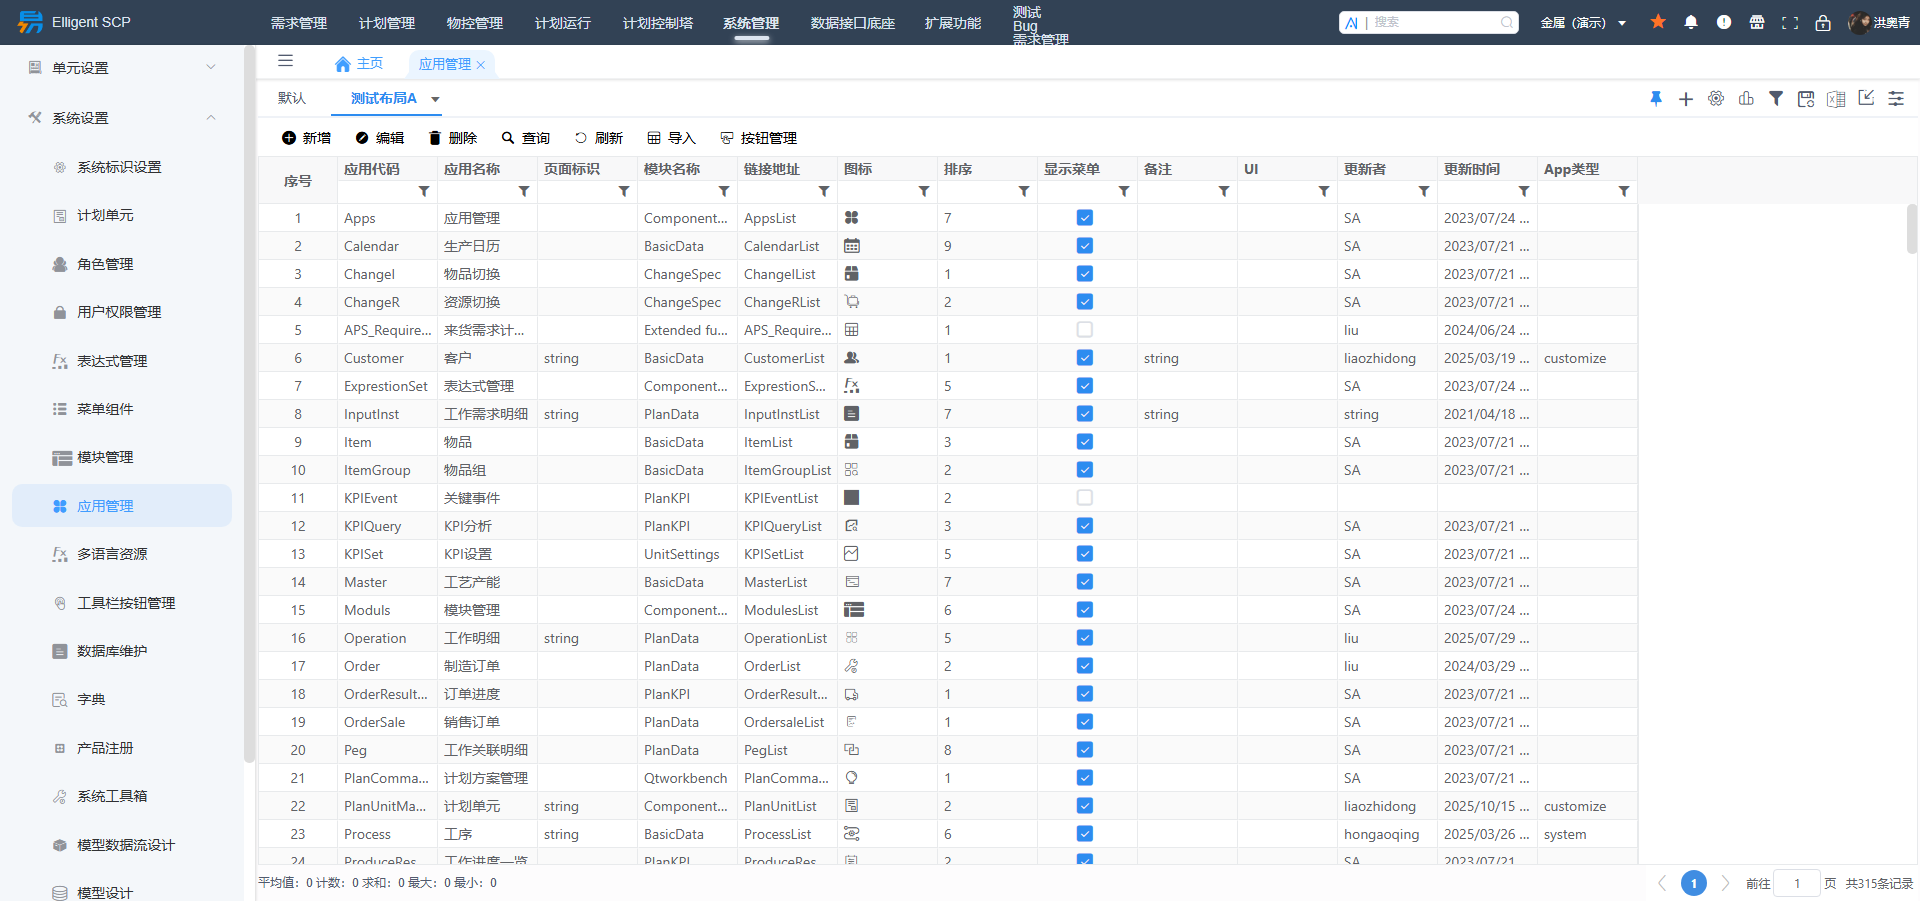 Elligent SCP
需求管理 计划管理 物控管理 计划运行 计划控制塔 系统管理 数据接口底座 扩展功能 测试
Bug
需求管理
AI | 搜索 金属（演示） 洪奥青
单元设置
系统设置
系统标识设置
计划单元
角色管理
用户权限管理
表达式管理
菜单组件
模块管理
应用管理
多语言资源
工具栏按钮管理
数据库维护
字典
产品注册
系统工具箱
模型数据流设计
模型设计
主页 应用管理 ×
默认 测试布局A
新增 编辑 删除 查询 刷新 导入 按钮管理
序号 应用代码 应用名称 页面标识 模块名称 链接地址 图标 排序 显示菜单 备注 UI 更新者 更新时间 App类型
1 Apps 应用管理 Component... AppsList 7 SA 2023/07/24 ...
2 Calendar 生产日历 BasicData CalendarList 9 SA 2023/07/21 ...
3 ChangeI 物品切换 ChangeSpec ChangeIList 1 SA 2023/07/21 ...
4 ChangeR 资源切换 ChangeSpec ChangeRList 2 SA 2023/07/21 ...
5 APS_Require... 来货需求计... Extended fu... APS_Require... 1 liu 2024/06/24 ...
6 Customer 客户 string BasicData CustomerList 1 string liaozhidong 2025/03/19 ... customize
7 ExprestionSet 表达式管理 Component... ExprestionS... 5 SA 2023/07/24 ...
8 InputInst 工作需求明细 string PlanData InputInstList 7 string string 2021/04/18 ...
9 Item 物品 BasicData ItemList 3 SA 2023/07/21 ...
10 ItemGroup 物品组 BasicData ItemGroupList 2 SA 2023/07/21 ...
11 KPIEvent 关键事件 PlanKPI KPIEventList 2
12 KPIQuery KPI分析 PlanKPI KPIQueryList 3 SA 2023/07/21 ...
13 KPISet KPI设置 UnitSettings KPISetList 5 SA 2023/07/21 ...
14 Master 工艺产能 BasicData MasterList 7 SA 2023/07/21 ...
15 Moduls 模块管理 Component... ModulesList 6 SA 2023/07/24 ...
16 Operation 工作明细 string PlanData OperationList 5 liu 2025/07/29 ...
17 Order 制造订单 PlanData OrderList 2 liu 2024/03/29 ...
18 OrderResult... 订单进度 PlanKPI OrderResult... 1 SA 2023/07/21 ...
19 OrderSale 销售订单 PlanData OrdersaleList 1 SA 2023/07/21 ...
20 Peg 工作关联明细 PlanData PegList 8 SA 2023/07/21 ...
21 PlanComma... 计划方案管理 Qtworkbench PlanComma... 1 SA 2023/07/21 ...
22 PlanUnitMa... 计划单元 string Component... PlanUnitList 2 liaozhidong 2025/10/15 ... customize
23 Process 工序 string BasicData ProcessList 6 hongaoqing 2025/03/26 ... system
24 ProduceRes 工作进度一览 PlanKPI ProduceRes 2 SA 2023/07/21
平均值：0 计数：0 求和：0 最大：0 最小：0
1 前往 1 页 共315条记录